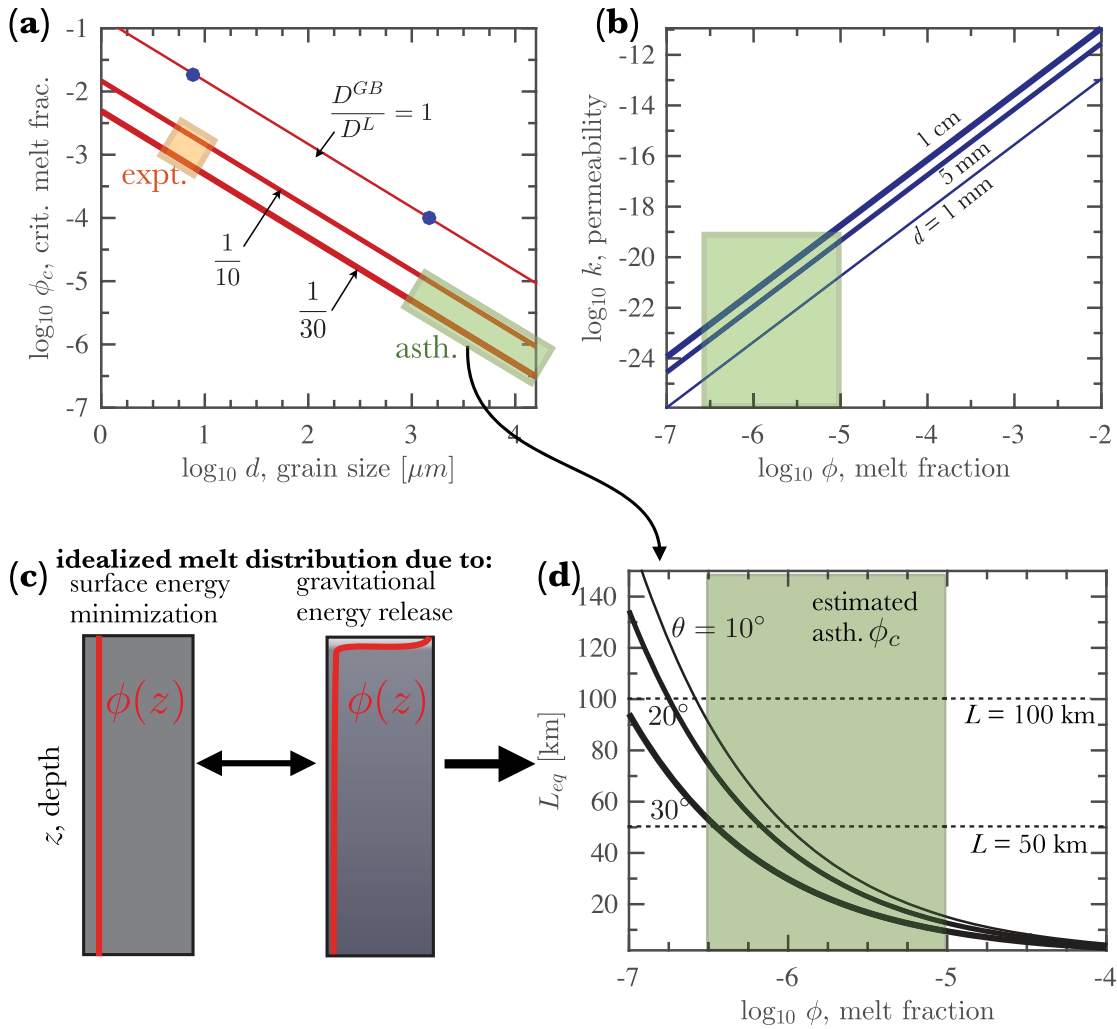 (a)
-1
-2
-3
-4
-5
-6
-7
log₁₀ ϕ_c, crit. melt frac.
D^{GB}/D^L = 1
expt.
1/10
1/30
asth.
0 1 2 3 4
log₁₀ d, grain size [μm]
(b)
-12
-14
-16
-18
-20
-22
-24
log₁₀ k, permeability
1 cm
5 mm
d = 1 mm
-7 -6 -5 -4 -3 -2
log₁₀ ϕ, melt fraction
idealized melt distribution due to:
(c)
surface energy
minimization
gravitational
energy release
ϕ(z)
ϕ(z)
z, depth
(d)
140
120
100
80
60
40
20
L_{eq} [km]
estimated
asth. ϕ_c
θ = 10°
20°
30°
L = 100 km
L = 50 km
-7 -6 -5 -4
log₁₀ ϕ, melt fraction